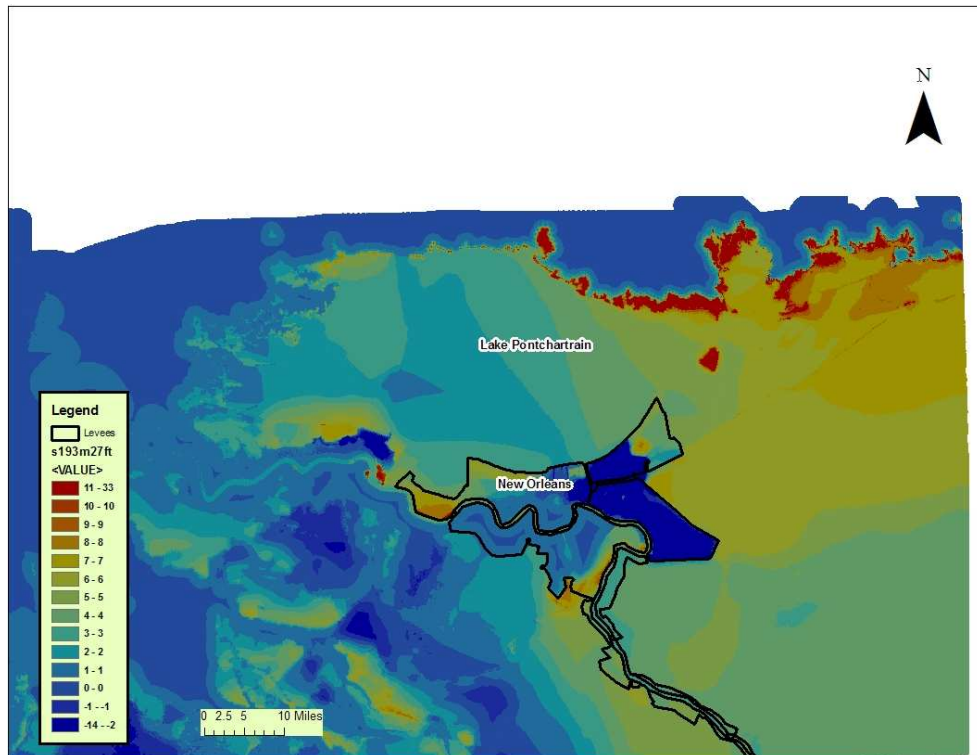 N
Lake Pontchartrain
New Orleans
Legend
Levees
s193m27ft
<VALUE>
11 - 33
10 - 10
9 - 9
8 - 8
7 - 7
6 - 6
5 - 5
4 - 4
3 - 3
2 - 2
1 - 1
0 - 0
-1 - -1
-14 - -2
0 2.5 5 10 Miles